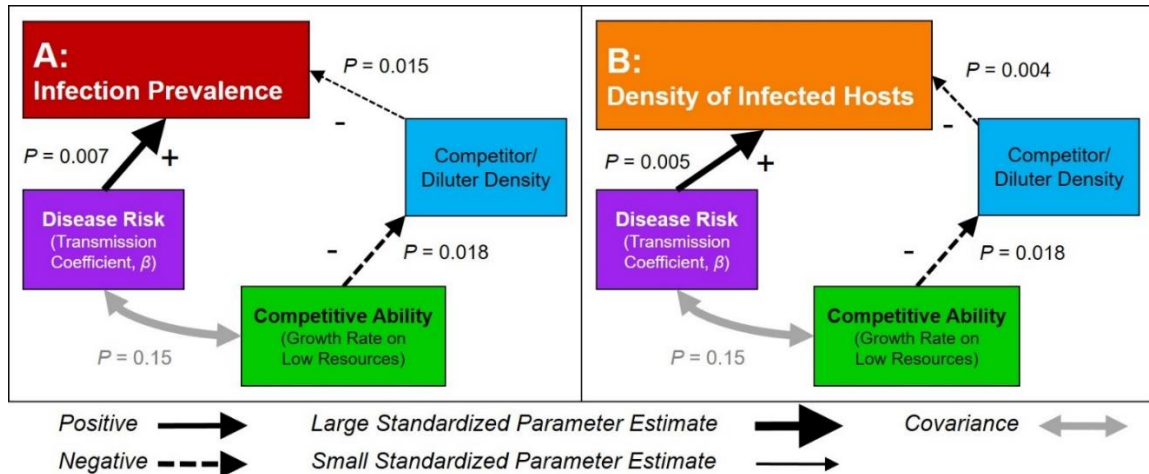 A:
Infection Prevalence
P = 0.015
-
P = 0.007
+
Competitor/
Diluter Density
Disease Risk
(Transmission
Coefficient, β)
-
P = 0.018
Competitive Ability
(Growth Rate on
Low Resources)
P = 0.15
B:
Density of Infected Hosts
P = 0.004
-
P = 0.005
+
Competitor/
Diluter Density
Disease Risk
(Transmission
Coefficient, β)
-
P = 0.018
Competitive Ability
(Growth Rate on
Low Resources)
P = 0.15
Positive
Large Standardized Parameter Estimate
Covariance
Negative
Small Standardized Parameter Estimate